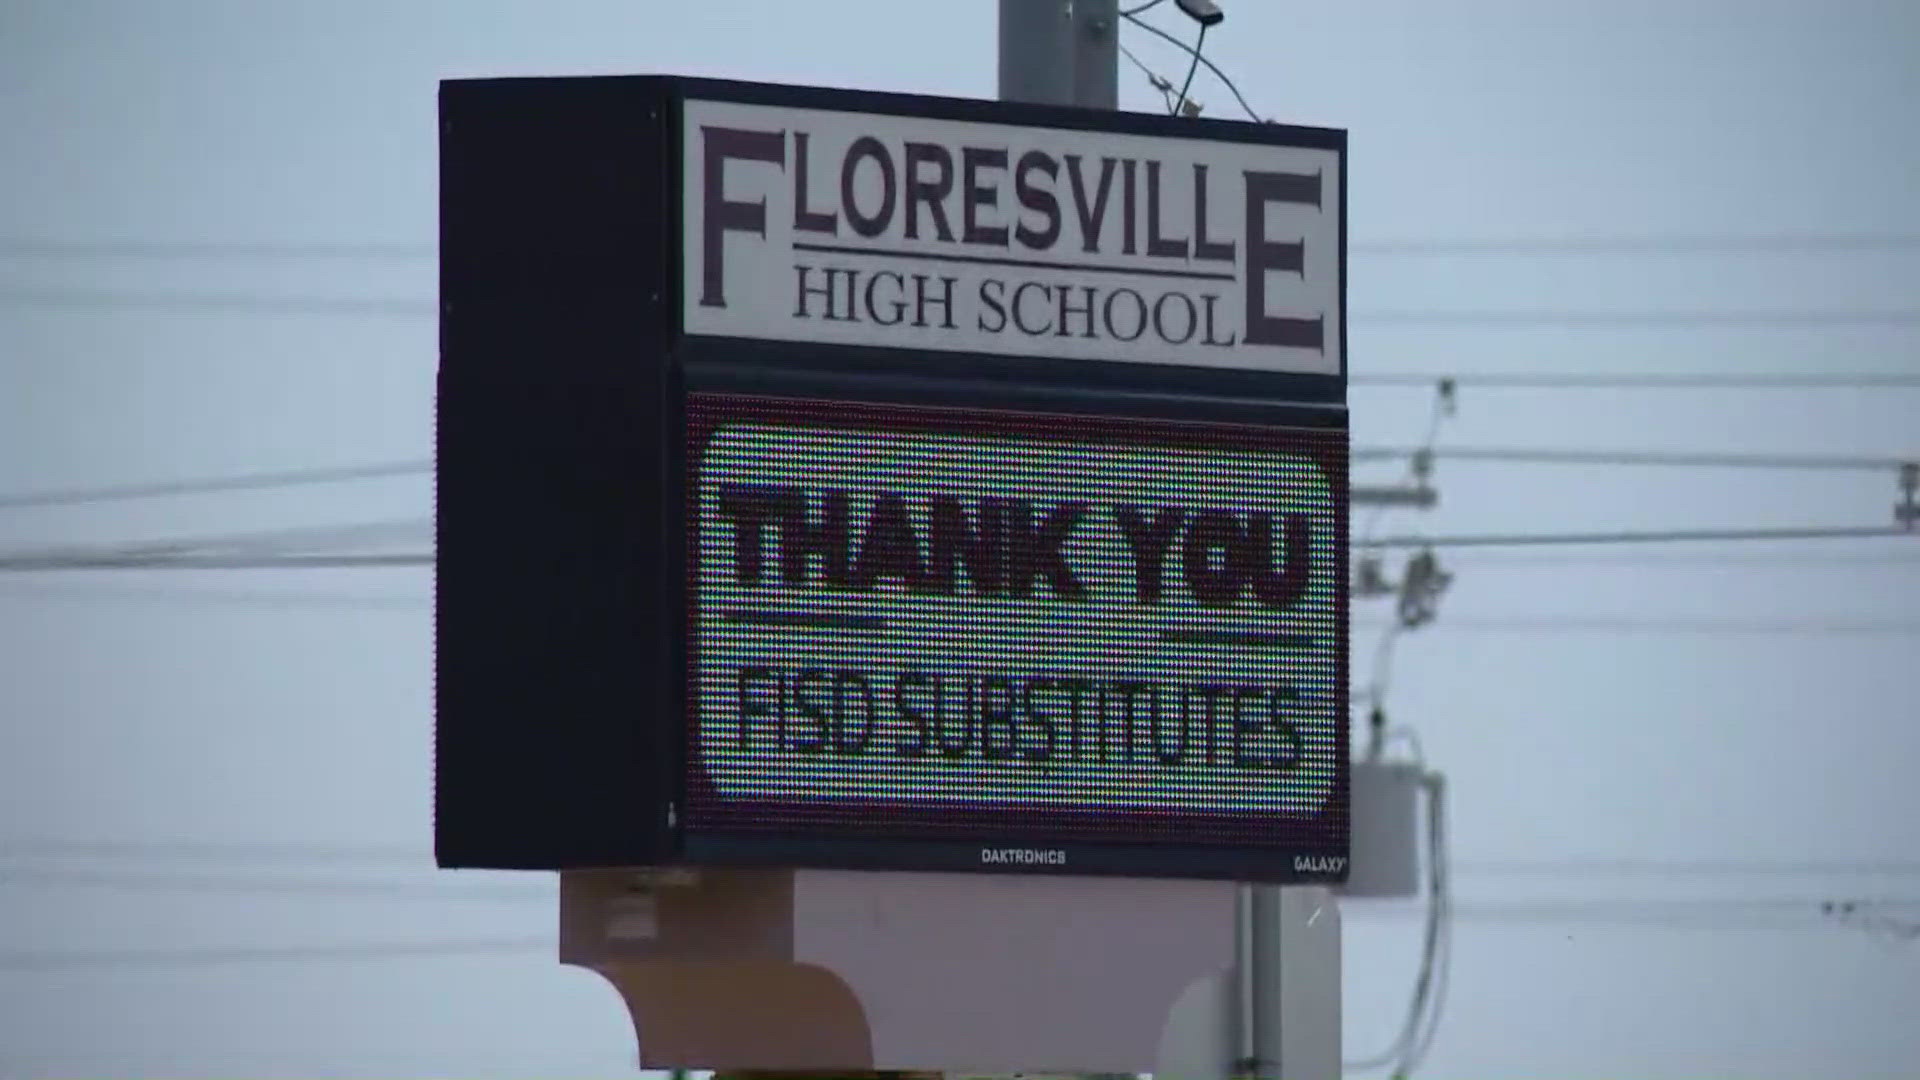 FLORESVILLE
HIGH SCHOOL
THANK YOU
FISD SUBSTITUTES
DAKTRONICS
GALAXY